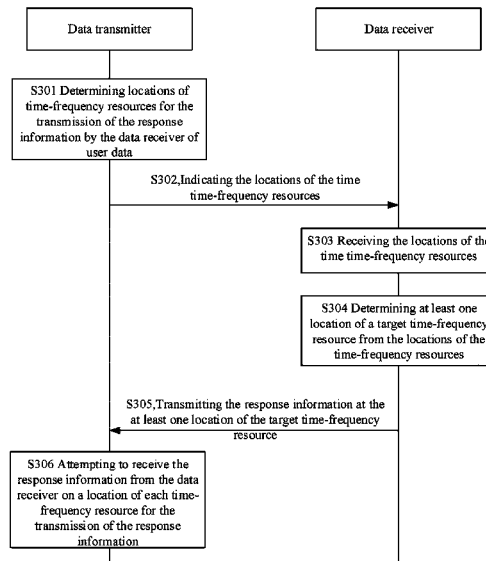 Data transmitter
Data receiver
S301 Determining locations of
time-frequency resources for the
transmission of the response
information by the data receiver of
user data
S302,Indicating the locations of the time
time-frequency resources
S303 Receiving the locations of the
time time-frequency resources
S304 Determining at least one
location of a target time-frequency
resource from the locations of the
time-frequency resources
S305,Transmitting the response information at the
at least one location of the target time-frequency
resource
S306 Attempting to receive the
response information from the data
receiver on a location of each time-
frequency resource for the
transmission of the response
information